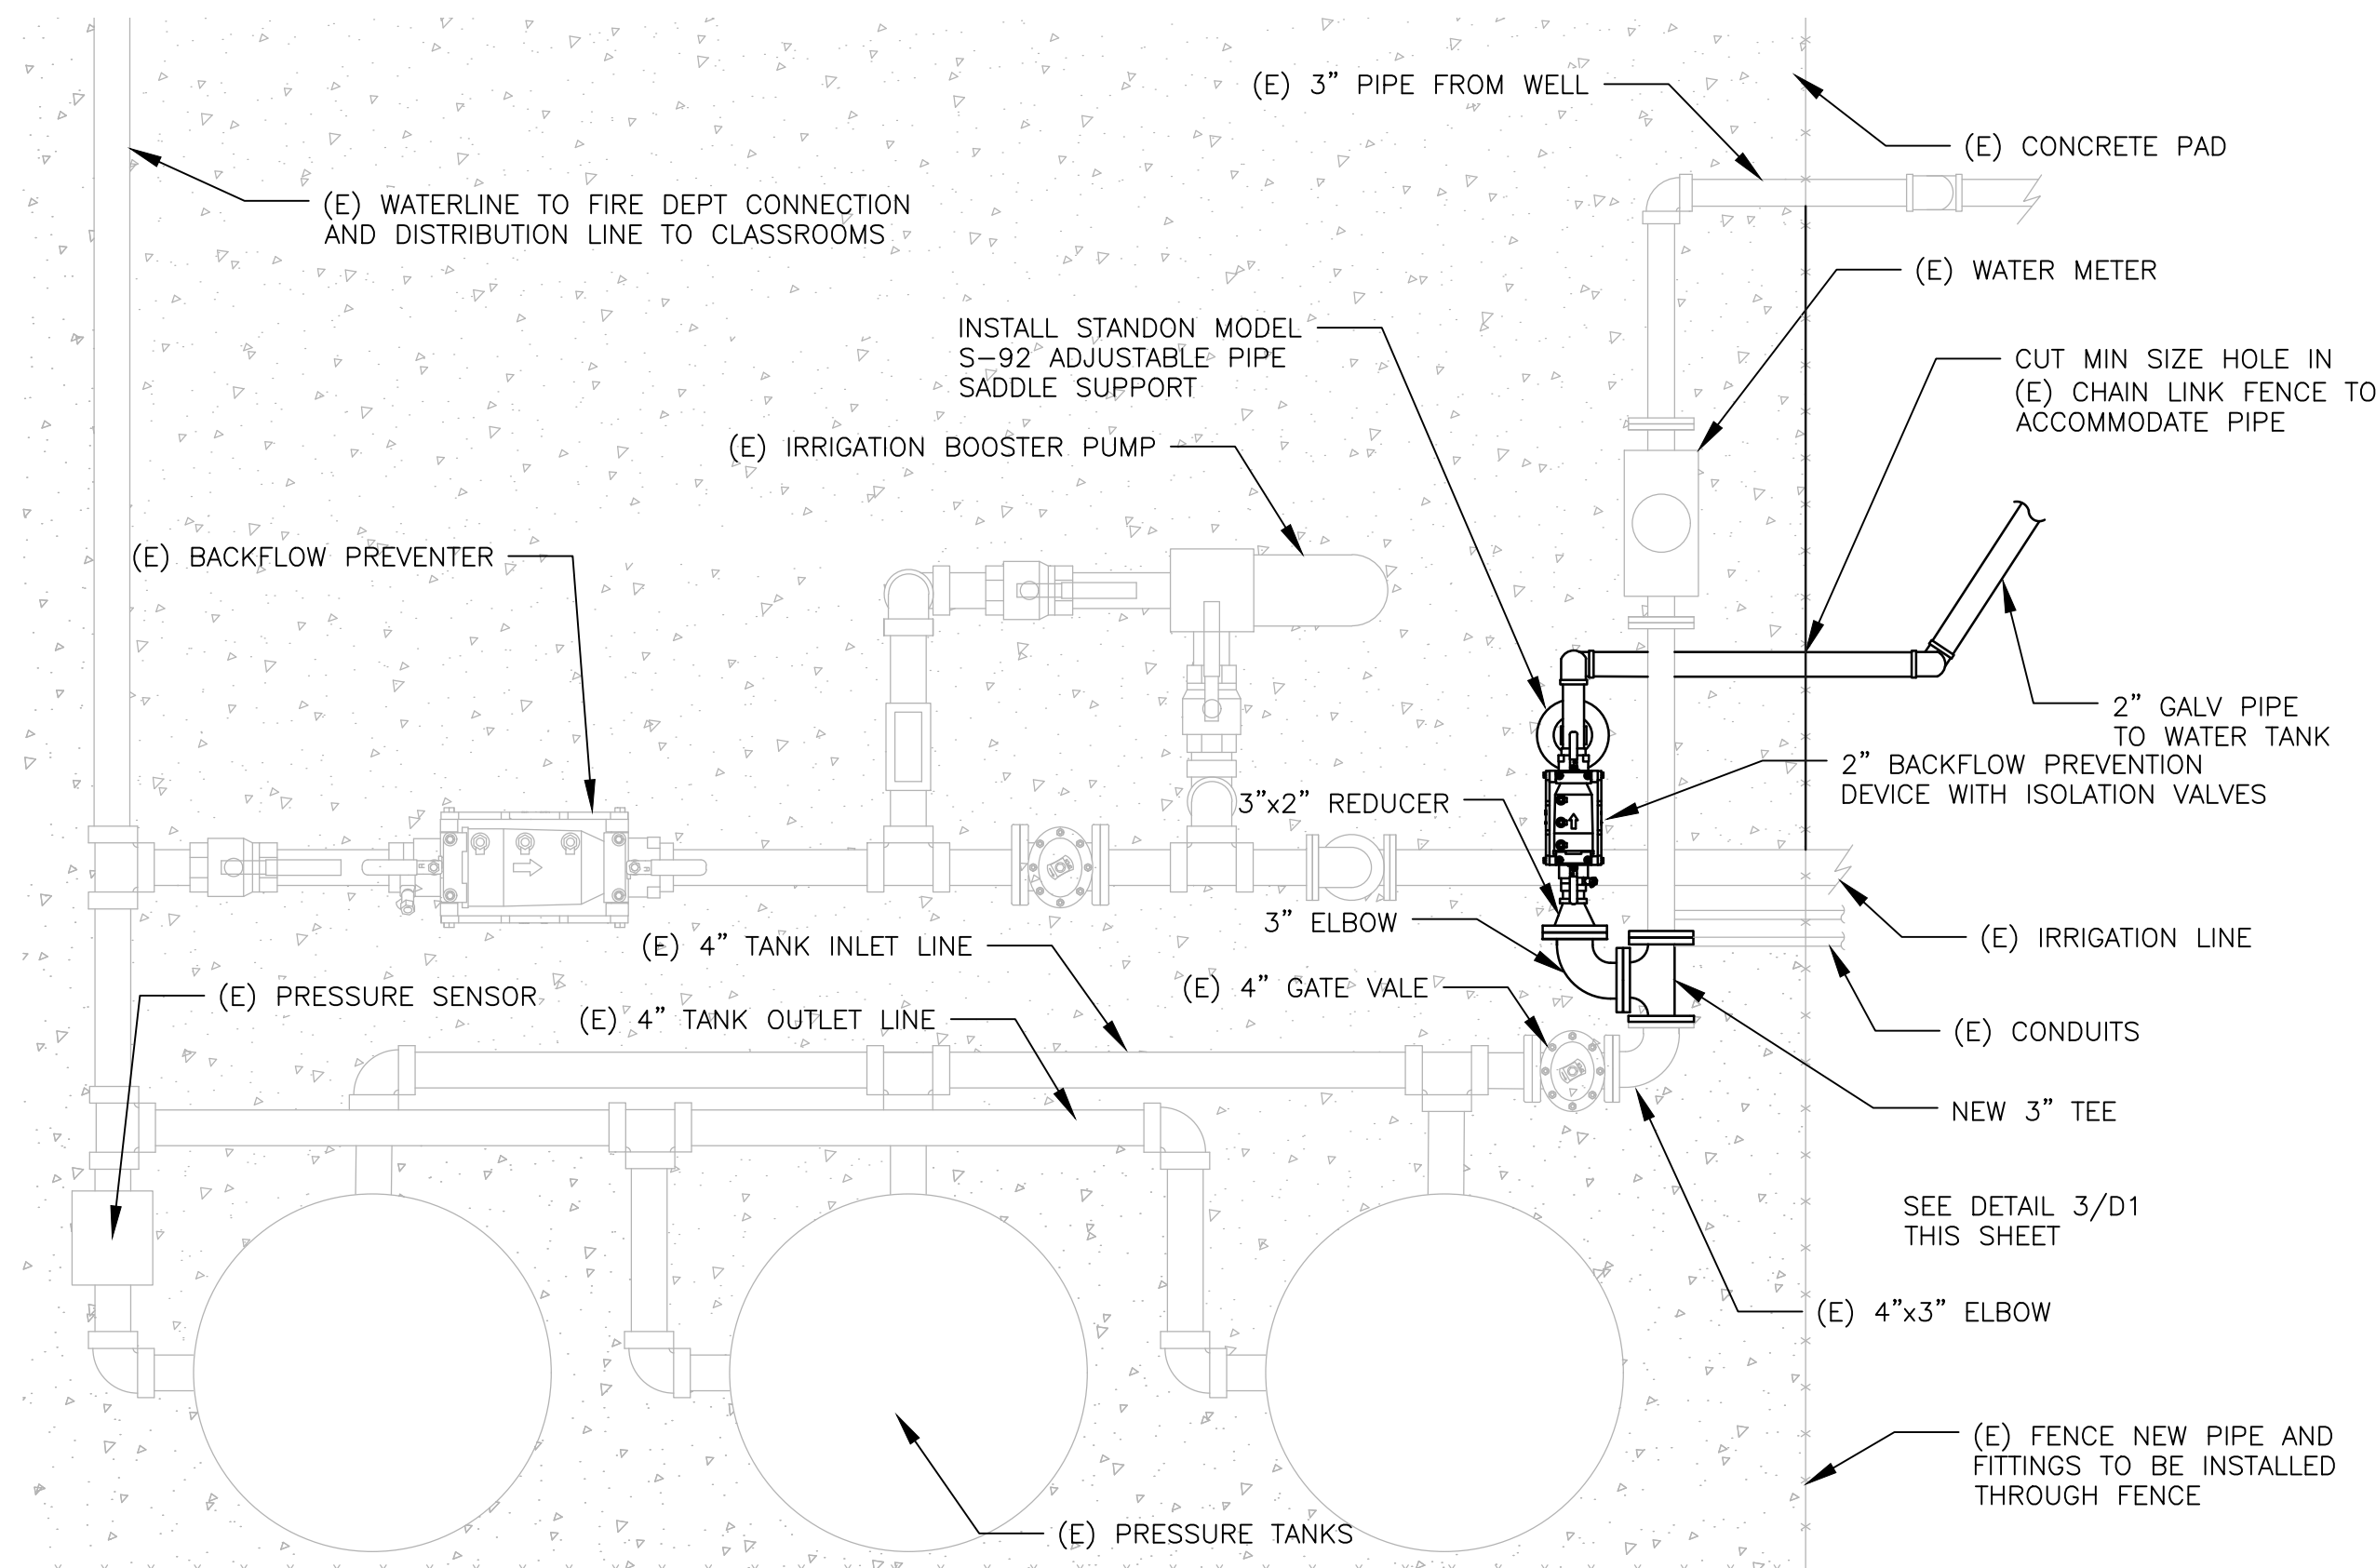 (E) 3” PIPE FROM WELL
(E) CONCRETE PAD
(E) WATERLINE TO FIRE DEPT CONNECTION
AND DISTRIBUTION LINE TO CLASSROOMS
(E) WATER METER
INSTALL STANDON MODEL
S-92 ADJUSTABLE PIPE
SADDLE SUPPORT
CUT MIN SIZE HOLE IN
(E) CHAIN LINK FENCE TO
ACCOMMODATE PIPE
(E) IRRIGATION BOOSTER PUMP
(E) BACKFLOW PREVENTER
2” GALV PIPE
TO WATER TANK
2” BACKFLOW PREVENTION
DEVICE WITH ISOLATION VALVES
3”x2” REDUCER
3” ELBOW
(E) IRRIGATION LINE
(E) 4” TANK INLET LINE
(E) 4” GATE VALE
(E) PRESSURE SENSOR
(E) 4” TANK OUTLET LINE
(E) CONDUITS
NEW 3” TEE
SEE DETAIL 3/D1
THIS SHEET
(E) 4”x3” ELBOW
(E) FENCE NEW PIPE AND
FITTINGS TO BE INSTALLED
THROUGH FENCE
(E) PRESSURE TANKS